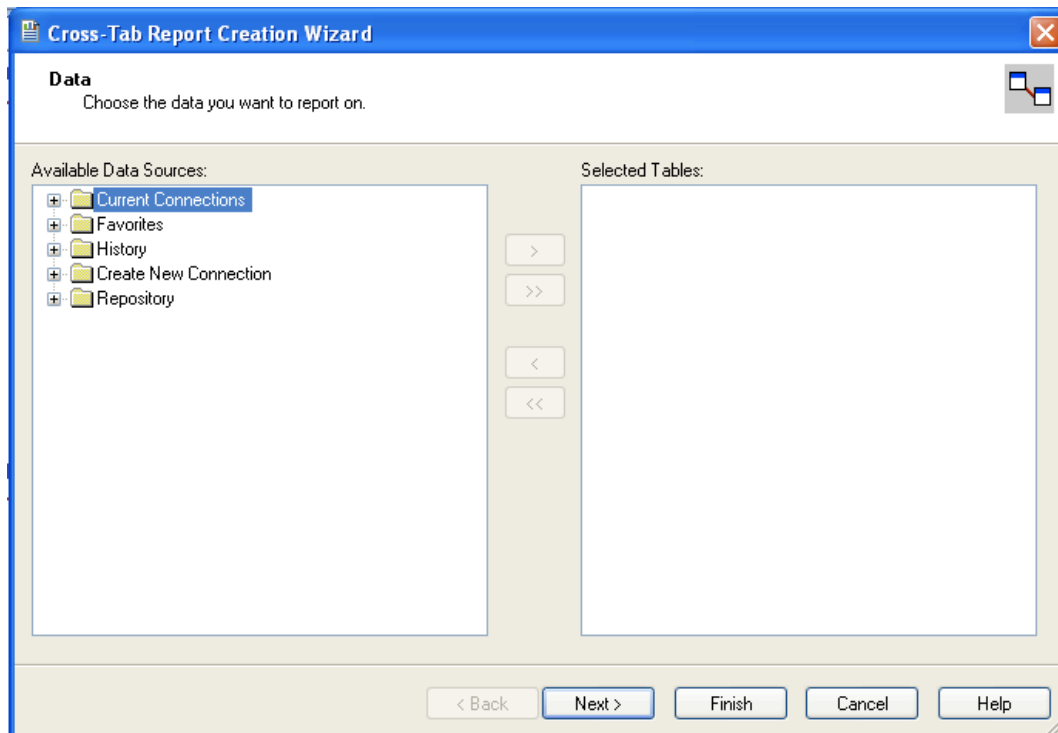 Cross-Tab Report Creation Wizard
Data
Choose the data you want to report on.
Available Data Sources:
Current Connections
Favorites
History
Create New Connection
Repository
>
>>
<
<<
Selected Tables:
< Back
Next >
Finish
Cancel
Help